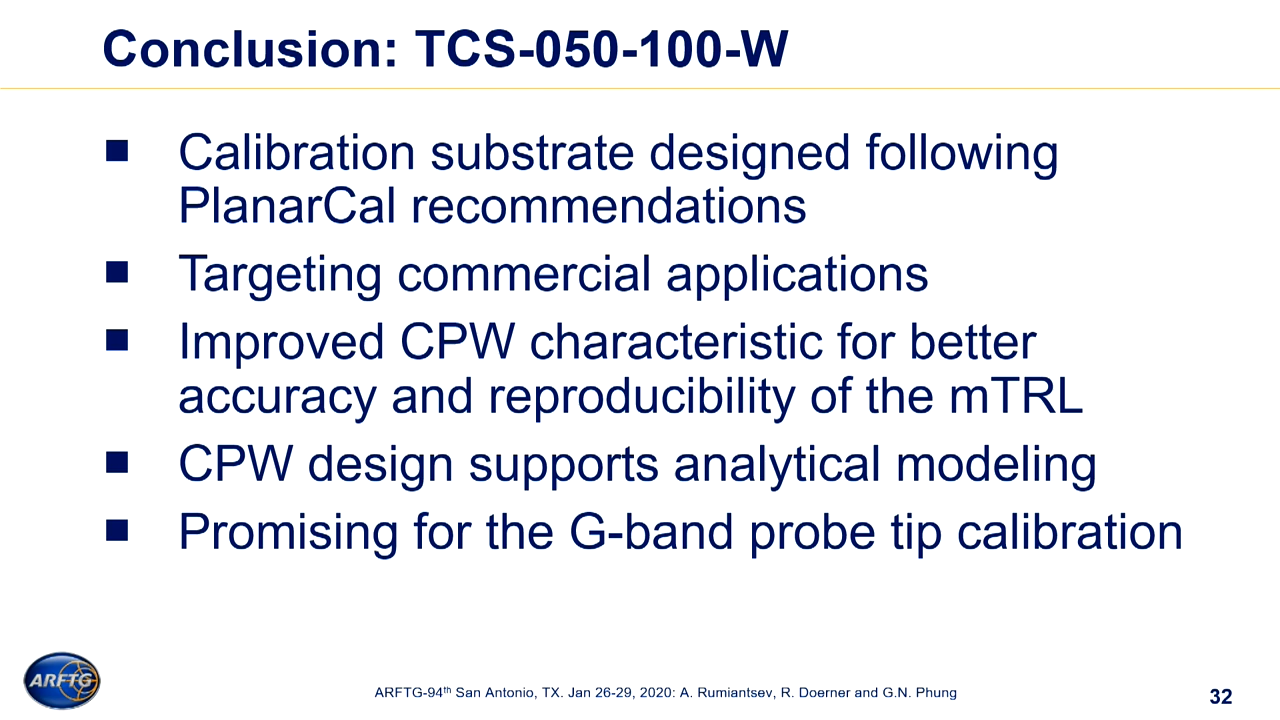 Conclusion: TCS-050-100-W
Calibration substrate designed following
PlanarCal recommendations
Targeting commercial applications
Improved CPW characteristic for better
accuracy and reproducibility of the mTRL
CPW design supports analytical modeling
Promising for the G-band probe tip calibration
ARFTG
ARFTG-94th San Antonio, TX. Jan 26-29, 2020: A. Rumiantsev, R. Doerner and G.N. Phung
32